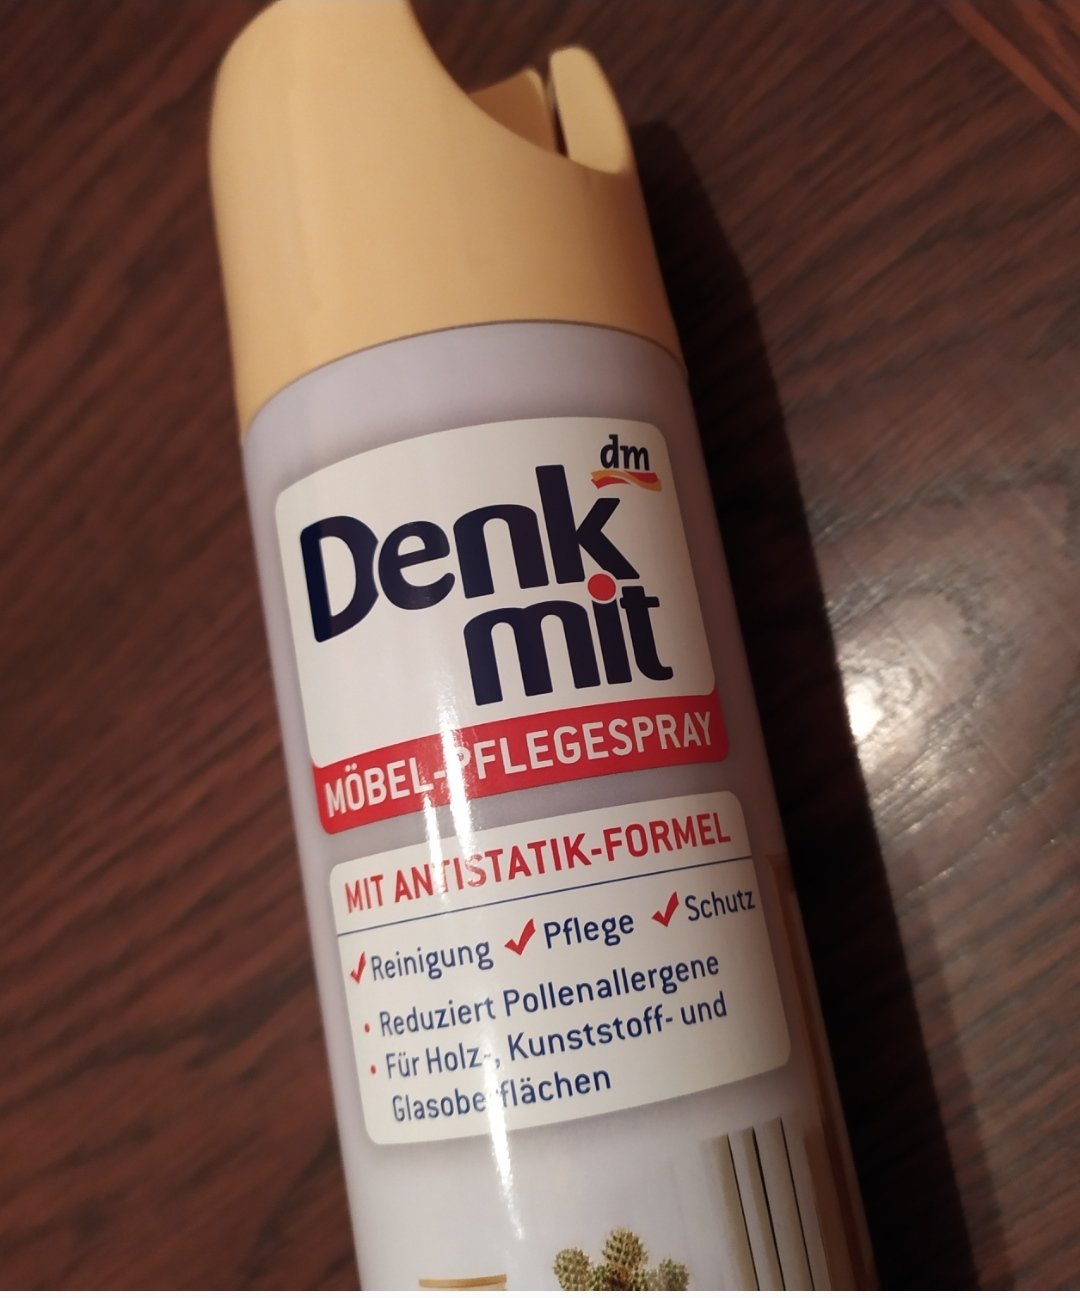 dm
Denk
mit
MÖBEL-PFLEGESPRAY
MIT ANTISTATIK-FORMEL
Reinigung Pflege Schutz
• Reduziert Pollenallergene
• Für Holz-, Kunststoff- und
Glasoberflächen